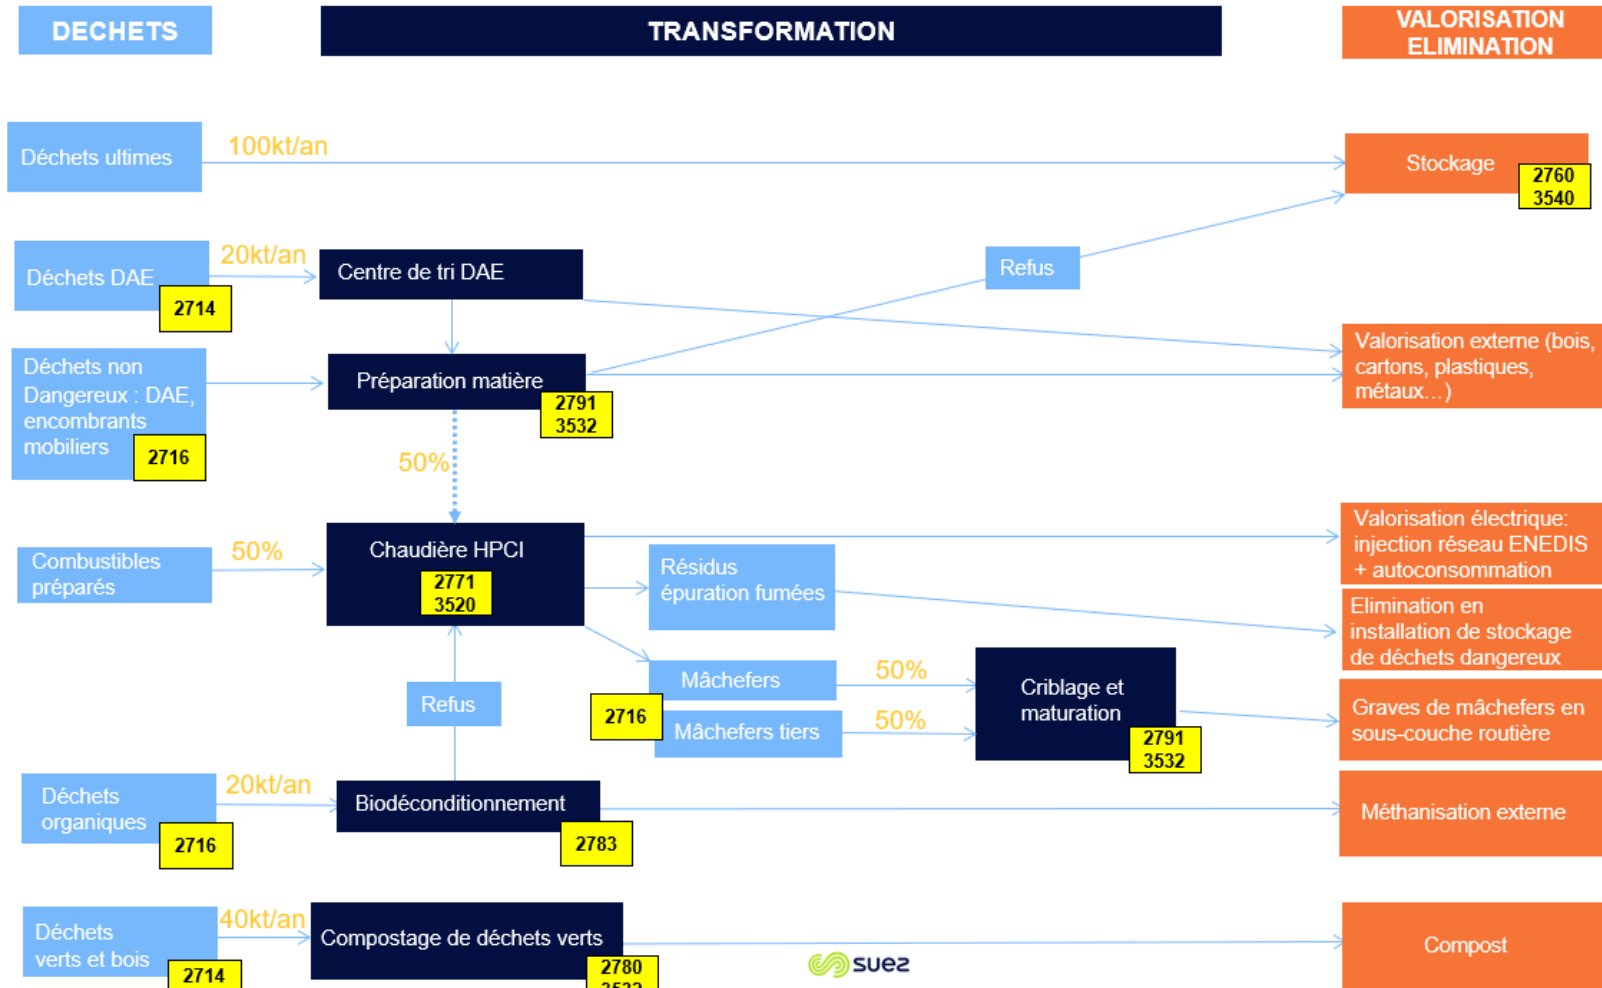 DECHETS
TRANSFORMATION
VALORISATION
ELIMINATION
Déchets ultimes
100kt/an
Stockage
2760
3540
Déchets DAE
2714
20kt/an
Centre de tri DAE
Refus
Déchets non
Dangereux : DAE,
encombrants
mobiliers
2716
Préparation matière
2791
3532
Valorisation externe (bois,
cartons, plastiques,
métaux...)
50%
Combustibles
préparés
50%
Chaudière HPCI
2771
3520
Résidus
épuration fumées
Valorisation électrique:
injection réseau ENEDIS
+ autoconsommation
Elimination en
installation de stockage
de déchets dangereux
Refus
Mâchefers
2716
Mâchefers tiers
50%
50%
Criblage et
maturation
2791
3532
Graves de mâchefers en
sous-couche routière
Déchets
organiques
2716
20kt/an
Biodéconditionnement
2783
Méthanisation externe
Déchets
verts et bois
2714
40kt/an
Compostage de déchets verts
2780
3532
suez
Compost